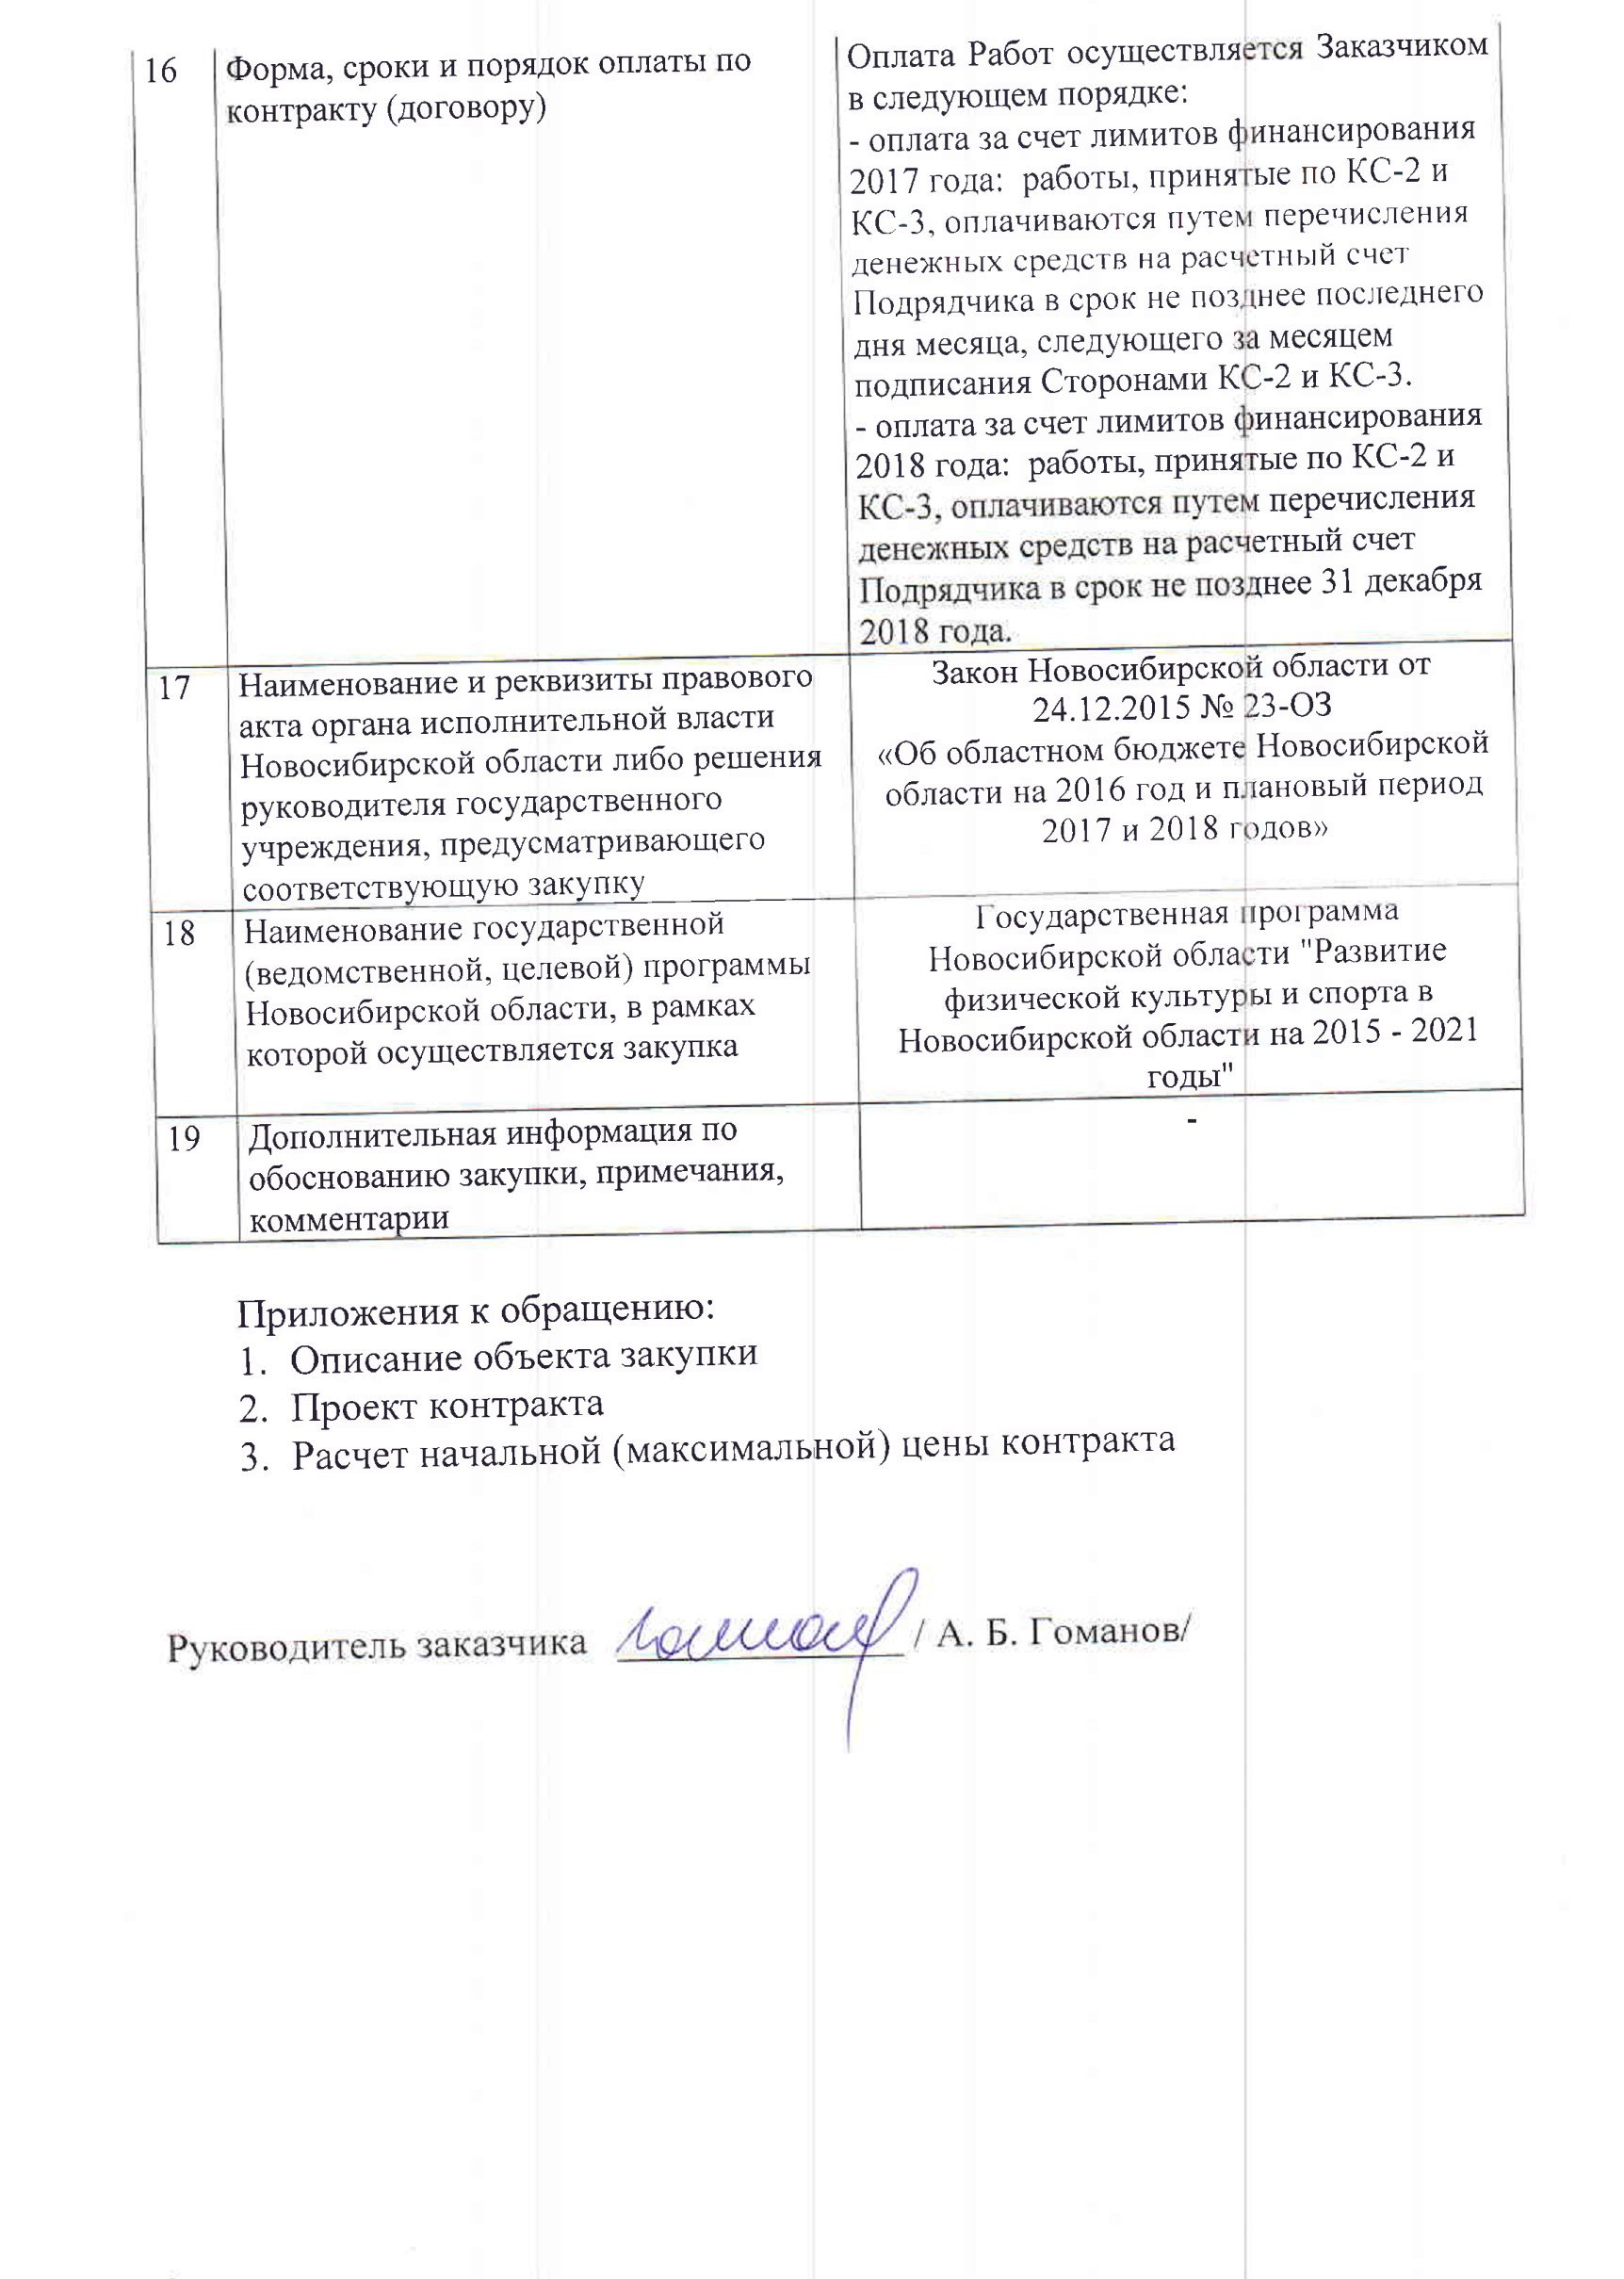 16
Форма, сроки и порядок оплаты по
контракту (договору)
Оплата Работ осуществляется Заказчиком
в следующем порядке:
- оплата за счет лимитов финансирования
2017 года:  работы, принятые по КС-2 и
КС-3, оплачиваются путем перечисления
денежных средств на расчетный счет
Подрядчика в срок не позднее последнего
дня месяца, следующего за месяцем
подписания Сторонами КС-2 и КС-3.
- оплата за счет лимитов финансирования
2018 года:  работы, принятые по КС-2 и
КС-3, оплачиваются путем перечисления
денежных средств на расчетный счет
Подрядчика в срок не позднее 31 декабря
2018 года.
17
Наименование и реквизиты правового
акта органа исполнительной власти
Новосибирской области либо решения
руководителя государственного
учреждения, предусматривающего
соответствующую закупку
Закон Новосибирской области от
24.12.2015 № 23-ОЗ
«Об областном бюджете Новосибирской
области на 2016 год и плановый период
2017 и 2018 годов»
18
Наименование государственной
(ведомственной, целевой) программы
Новосибирской области, в рамках
которой осуществляется закупка
Государственная программа
Новосибирской области "Развитие
физической культуры и спорта в
Новосибирской области на 2015 - 2021
годы"
19
Дополнительная информация по
обоснованию закупки, примечания,
комментарии
-
Приложения к обращению:
1. Описание объекта закупки
2. Проект контракта
3. Расчет начальной (максимальной) цены контракта
Руководитель заказчика / А. Б. Гоманов/